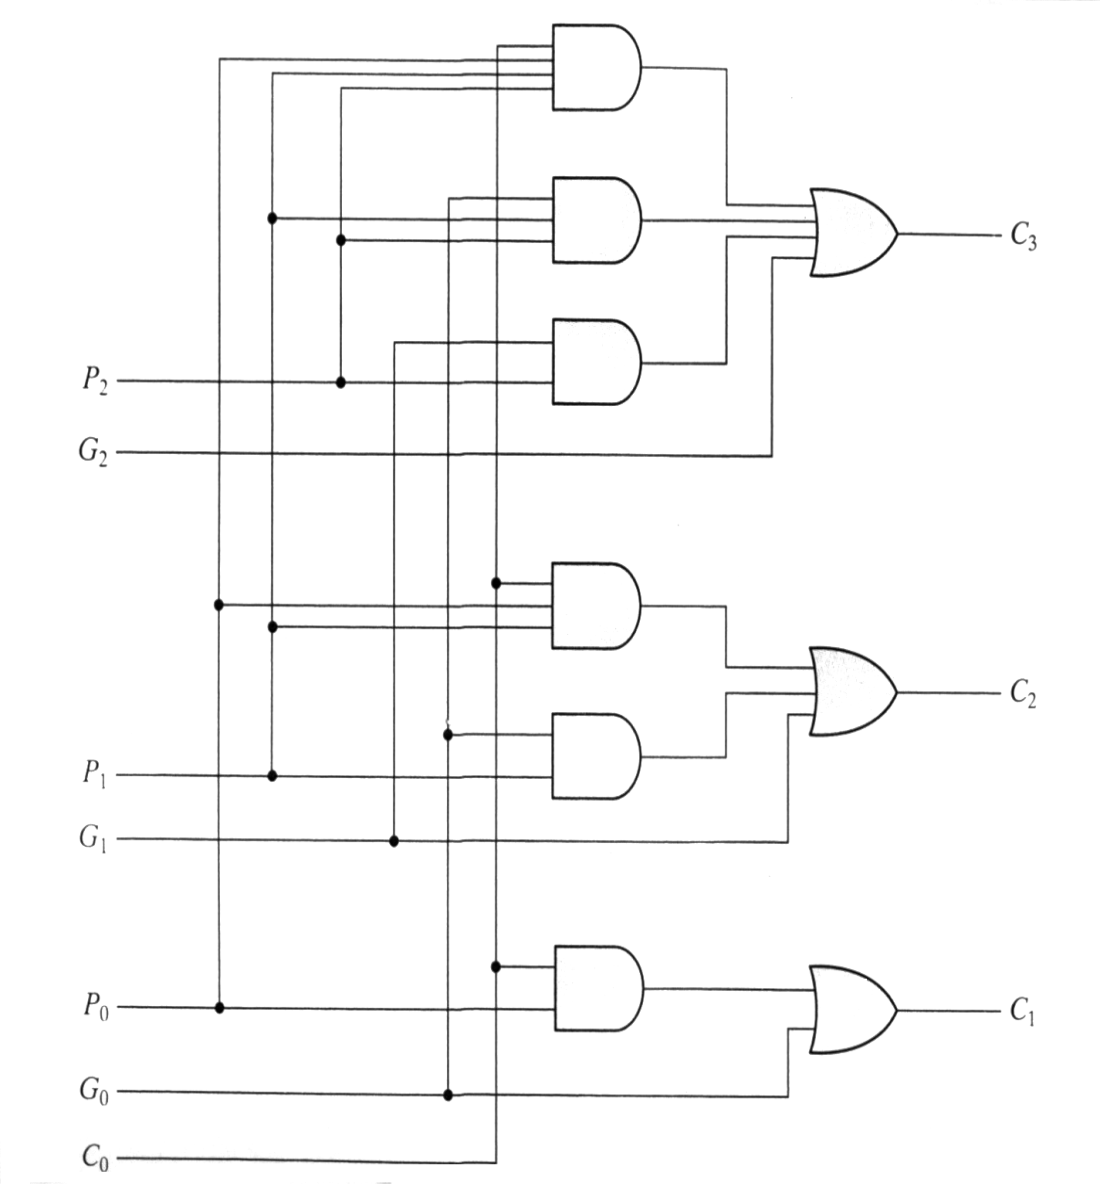 C₃
P₂
G₂
C₂
P₁
G₁
P₀
C₁
G₀
C₀